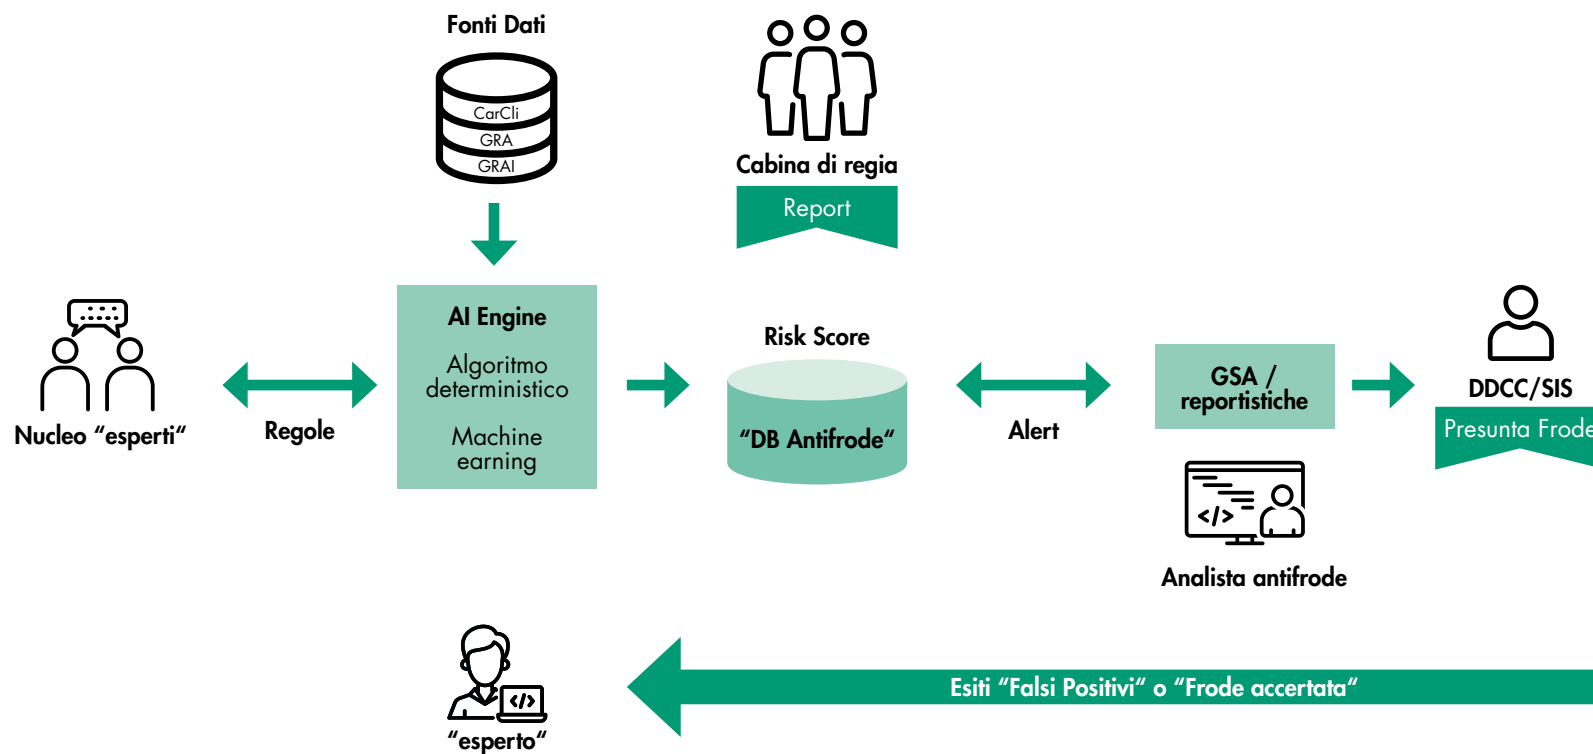 Fonti Dati
CarCli
GRA
GRAI
Cabina di regia
Report
Nucleo “esperti“
Regole
AI Engine
Algoritmo
deterministico
Machine
earning
Risk Score
“DB Antifrode“
Alert
GSA /
reportistiche
Analista antifrode
DDCC/SIS
Presunta Frode
</>
Esiti “Falsi Positivi“ o “Frode accertata“
</>
“esperto“